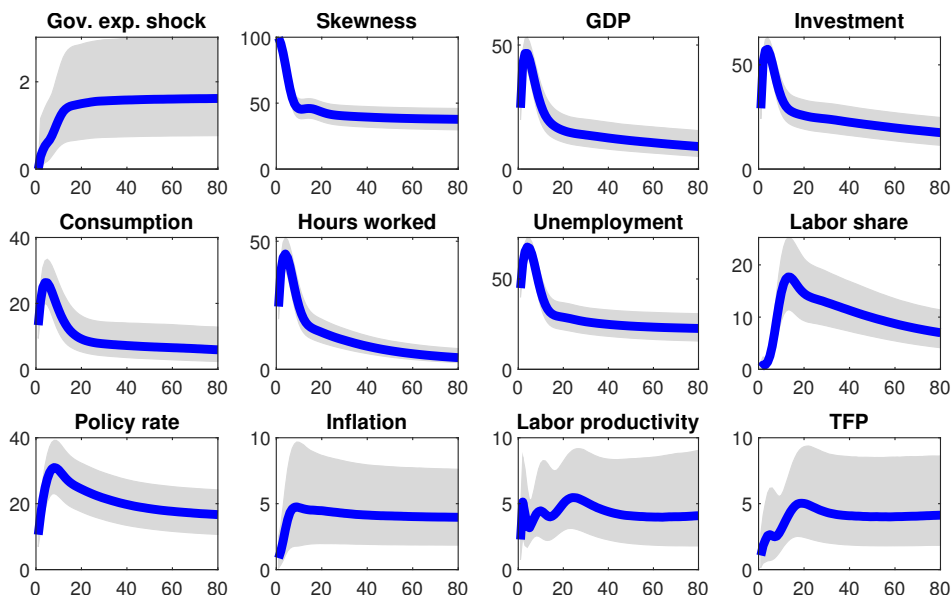 Gov. exp. shock Skewness GDP Investment
2 0 0 20 40 60 80
100 50 0 0 20 40 60 80
50 0 0 20 40 60 80
50 0 0 20 40 60 80
Consumption Hours worked Unemployment Labor share
40 20 0 0 20 40 60 80
50 0 0 20 40 60 80
50 0 0 20 40 60 80
20 10 0 0 20 40 60 80
Policy rate Inflation Labor productivity TFP
40 20 0 0 20 40 60 80
10 5 0 0 20 40 60 80
10 5 0 0 20 40 60 80
10 5 0 0 20 40 60 80